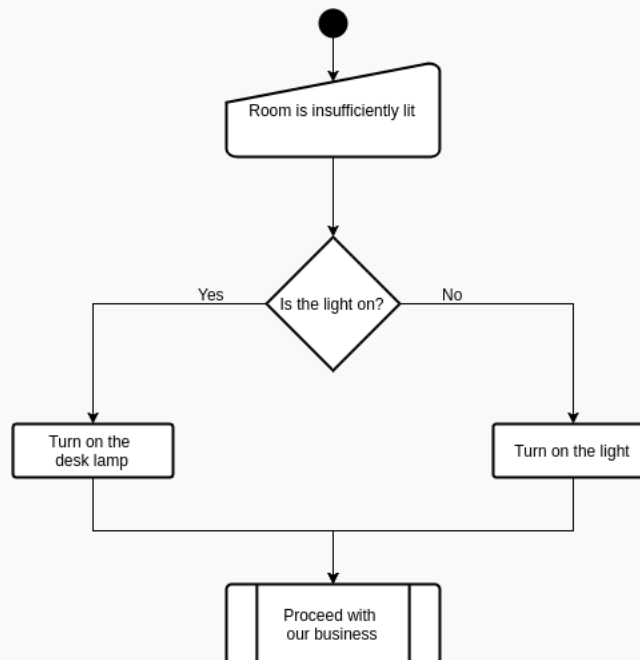 Room is insufficiently lit
Is the light on?
Yes
No
Turn on the
desk lamp
Turn on the light
Proceed with
our business